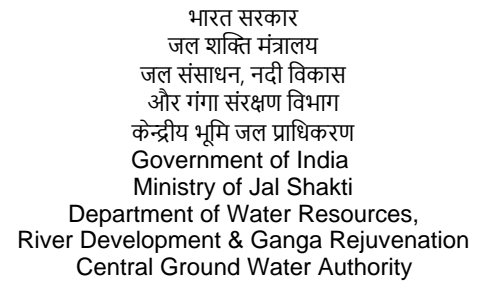 भारत सरकार
जल शक्ति मंत्रालय
जल संसाधन, नदी विकास
और गंगा संरक्षण विभाग
केन्द्रीय भूमि जल प्राधिकरण
Government of India
Ministry of Jal Shakti
Department of Water Resources,
River Development & Ganga Rejuvenation
Central Ground Water Authority